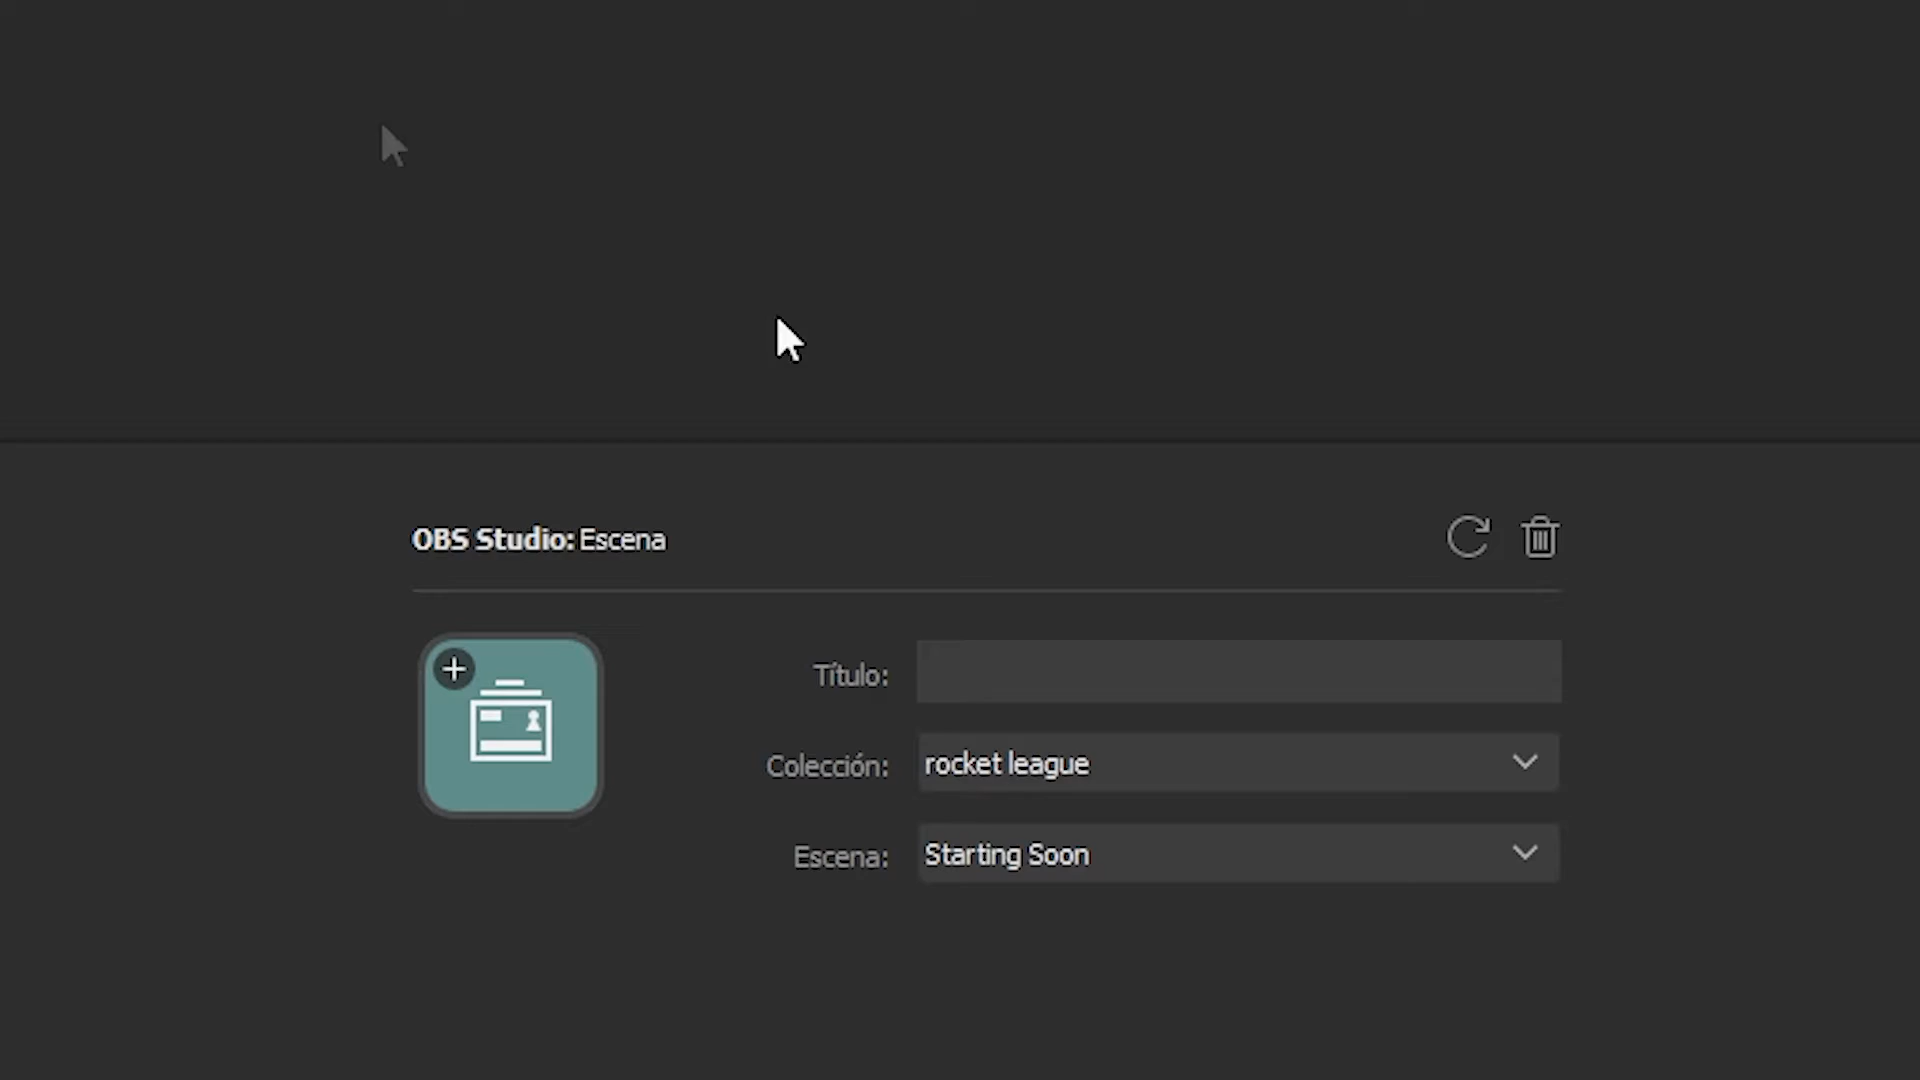 OBS Studio: Escena
Título:
Colección: rocket league
Escena: Starting Soon